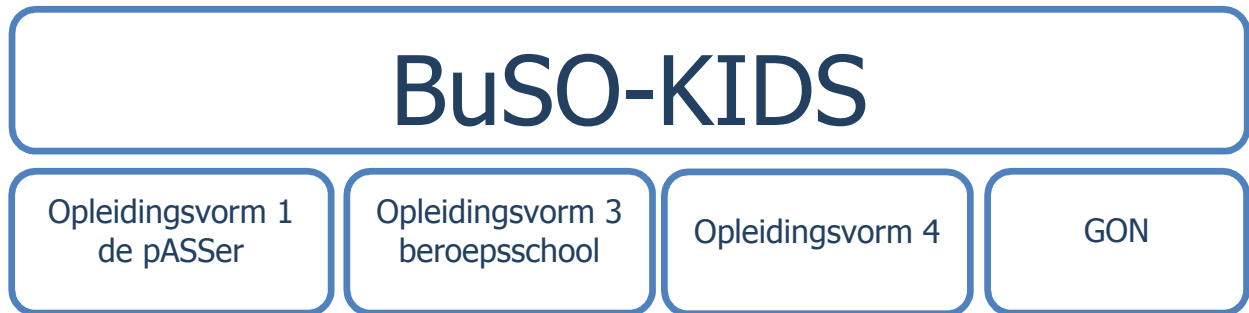 BuSO-KIDS
Opleidingsvorm 1
de pASSer
Opleidingsvorm 3
beroepsschool
Opleidingsvorm 4
GON